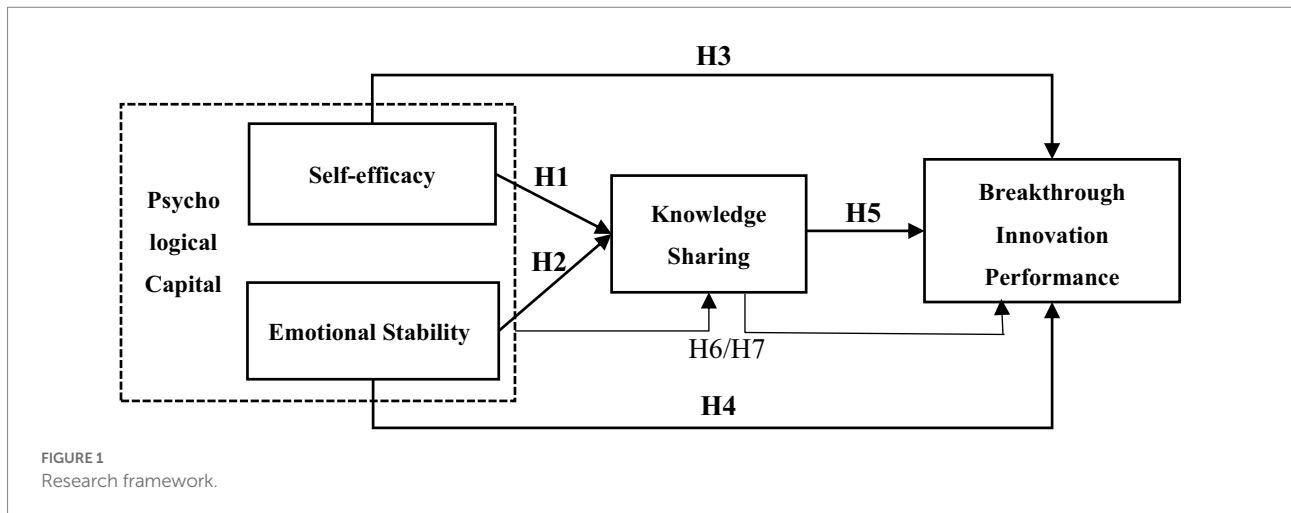 H3
Self-efficacy
H1
Psycho
logical
Capital
Knowledge
Sharing
H5
Breakthrough
Innovation
Performance
H2
Emotional Stability
H6/H7
H4
FIGURE 1
Research framework.